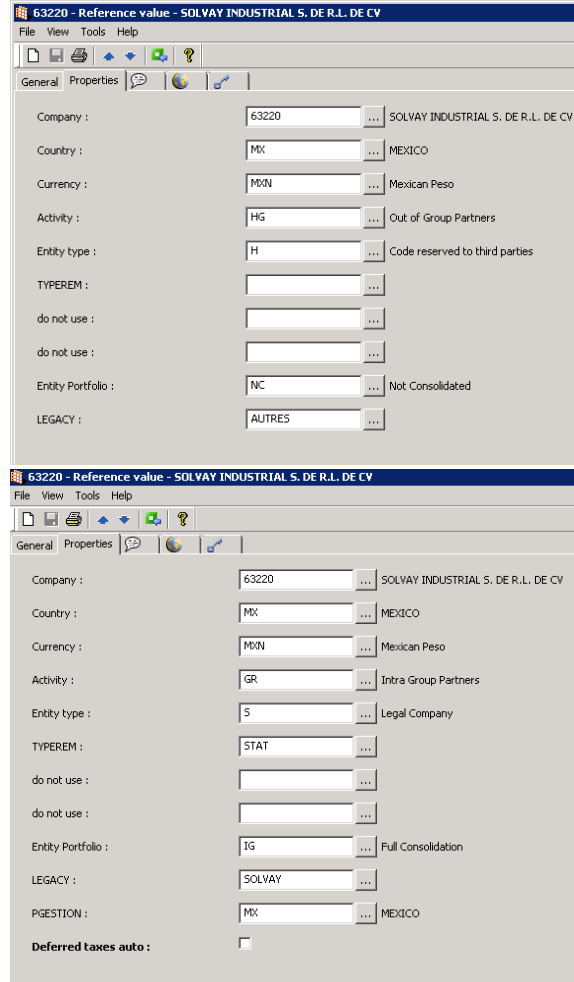 63220 - Reference value - SOLVAY INDUSTRIAL S. DE R.L. DE CV
File View Tools Help
General Properties
Company : 63220 ... SOLVAY INDUSTRIAL S. DE R.L. DE CV
Country : MX ... MEXICO
Currency : MXN ... Mexican Peso
Activity : HG ... Out of Group Partners
Entity type : H ... Code reserved to third parties
TYPEREM : ...
do not use : ...
do not use : ...
Entity Portfolio : NC ... Not Consolidated
LEGACY : AUTRES ...
63220 - Reference value - SOLVAY INDUSTRIAL S. DE R.L. DE CV
File View Tools Help
General Properties
Company : 63220 ... SOLVAY INDUSTRIAL S. DE R.L. DE CV
Country : MX ... MEXICO
Currency : MXN ... Mexican Peso
Activity : GR ... Intra Group Partners
Entity type : S ... Legal Company
TYPEREM : STAT ...
do not use : ...
do not use : ...
Entity Portfolio : IG ... Full Consolidation
LEGACY : SOLVAY ...
PGESTION : MX ... MEXICO
Deferred taxes auto :